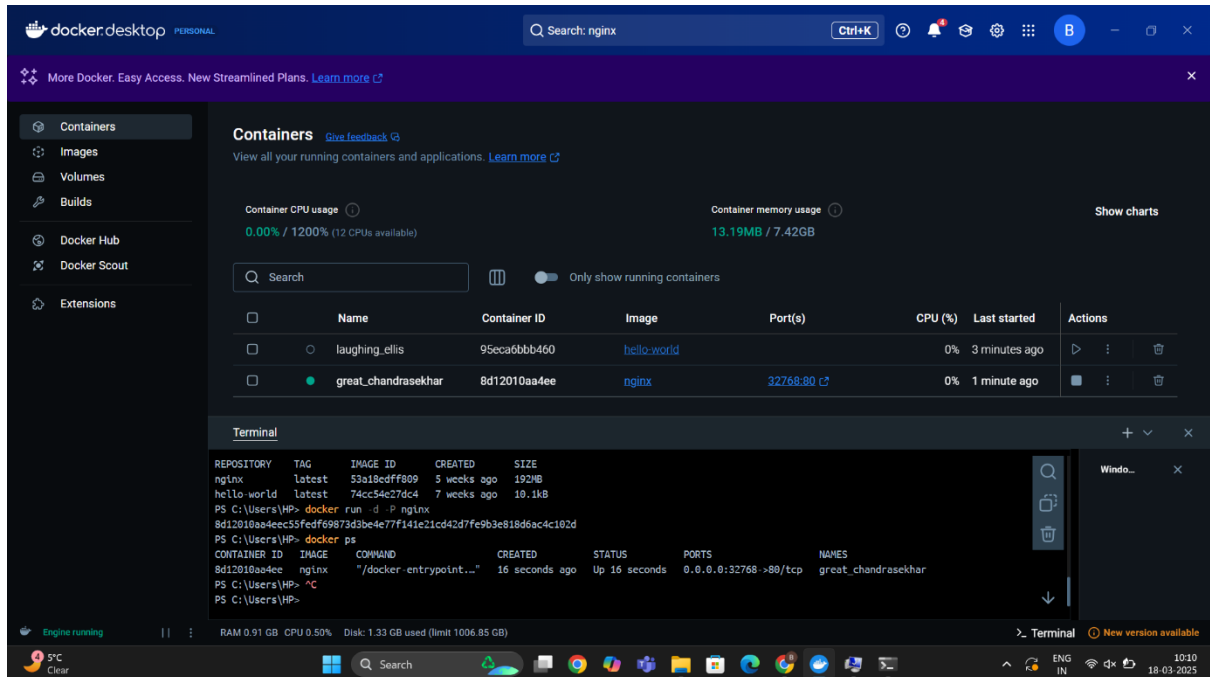 docker.desktop PERSONAL
Search: nginx Ctrl+K 4 B
More Docker. Easy Access. New Streamlined Plans. Learn more
Containers
Images
Volumes
Builds
Docker Hub
Docker Scout
Extensions
Containers Give feedback
View all your running containers and applications. Learn more
Container CPU usage
0.00% / 1200% (12 CPUs available)
Container memory usage
13.19MB / 7.42GB
Show charts
Search
Only show running containers
Name Container ID Image Port(s) CPU (%) Last started Actions
laughing_ellis 95eca6bbb460 hello-world 0% 3 minutes ago
great_chandrasekhar 8d12010aa4ee nginx 32768:80 0% 1 minute ago
Terminal
REPOSITORY TAG IMAGE ID CREATED SIZE
nginx latest 53a18edff809 5 weeks ago 192MB
hello-world latest 74cc54e27dc4 7 weeks ago 10.1kB
PS C:\Users\HP> docker run -d -P nginx
8d12010aa4eec55fedf69873d3be4e77f141e21cd42d7fe9b3e818d6ac4c102d
PS C:\Users\HP> docker ps
CONTAINER ID IMAGE COMMAND CREATED STATUS PORTS NAMES
8d12010aa4ee nginx "/docker-entrypoint.…" 16 seconds ago Up 16 seconds 0.0.0.0:32768->80/tcp great_chandrasekhar
PS C:\Users\HP> ^C
PS C:\Users\HP>
Windo...
Engine running
RAM 0.91 GB CPU 0.50% Disk: 1.33 GB used (limit 1006.85 GB)
>_ Terminal
New version available
4
5°C
Clear
Search
ENG
IN
10:10
18-03-2025